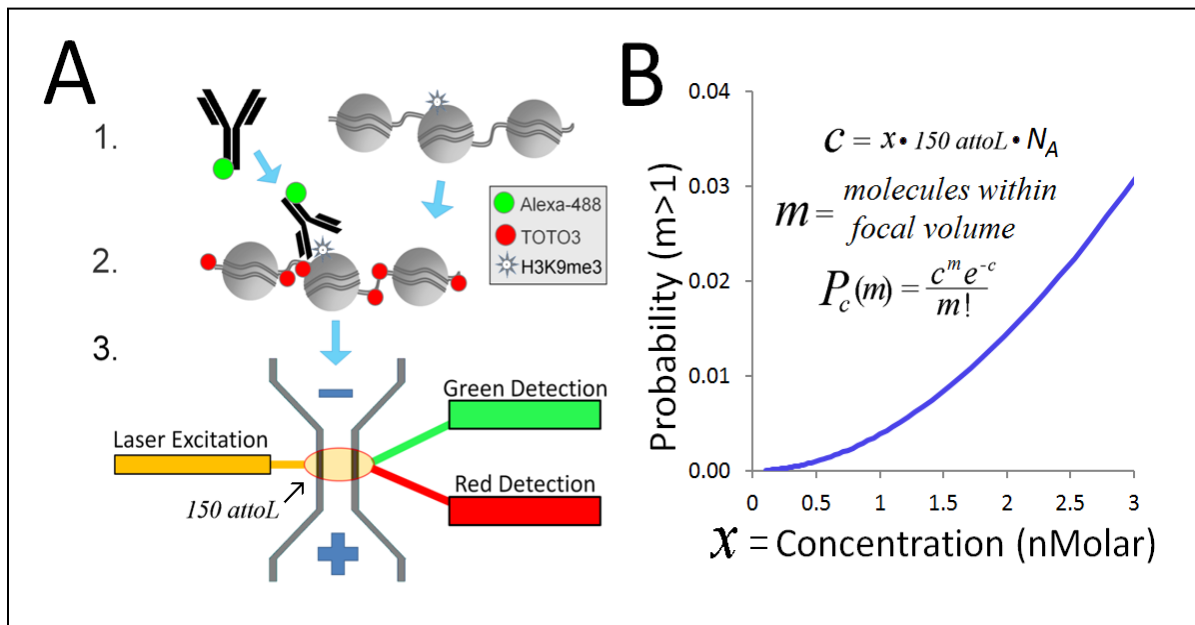 A
1.
2.
3.
Alexa-488
TOTO3
H3K9me3
Laser Excitation
150 attoL
Green Detection
Red Detection
B
Probability (m>1)
0.04
0.03
0.02
0.01
0.00
c = x • 150 attoL • N_A
m = molecules within
focal volume
P_c(m) = c^m e^-c / m!
0 0.5 1 1.5 2 2.5 3
x = Concentration (nMolar)